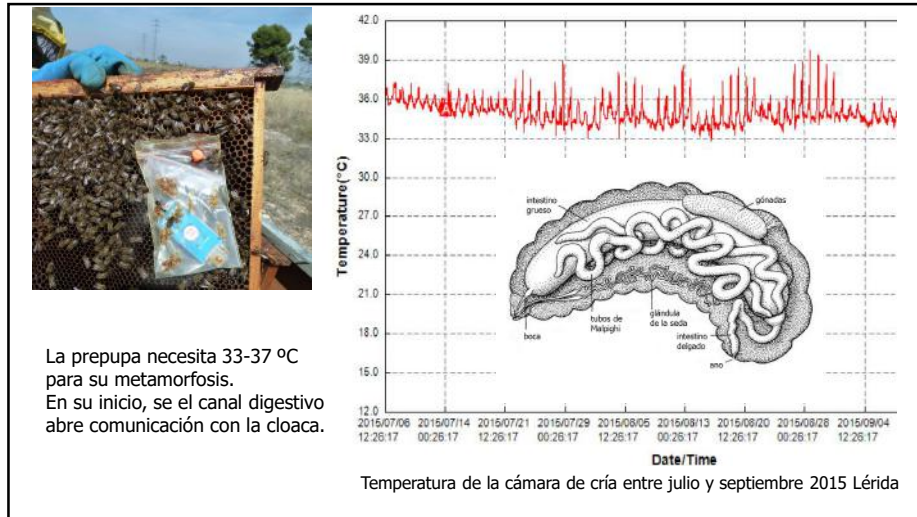 La prepupa necesita 33-37 ºC
para su metamorfosis.
En su inicio, se el canal digestivo
abre comunicación con la cloaca.
42.0
39.0
36.0
33.0
30.0
27.0
24.0
21.0
18.0
15.0
12.0
Temperature(°C)
intestino
grueso
gónadas
boca
tubos de
Malpighi
glándula
de la seda
intestino
delgado
ano
2015/07/06 2015/07/14 2015/07/21 2015/07/29 2015/08/05 2015/08/13 2015/08/20 2015/08/28 2015/09/04
12:26:17 00:26:17 12:26:17 00:26:17 12:26:17 00:26:17 12:26:17 00:26:17 12:26:17
Date/Time
Temperatura de la cámara de cría entre julio y septiembre 2015 Lérida